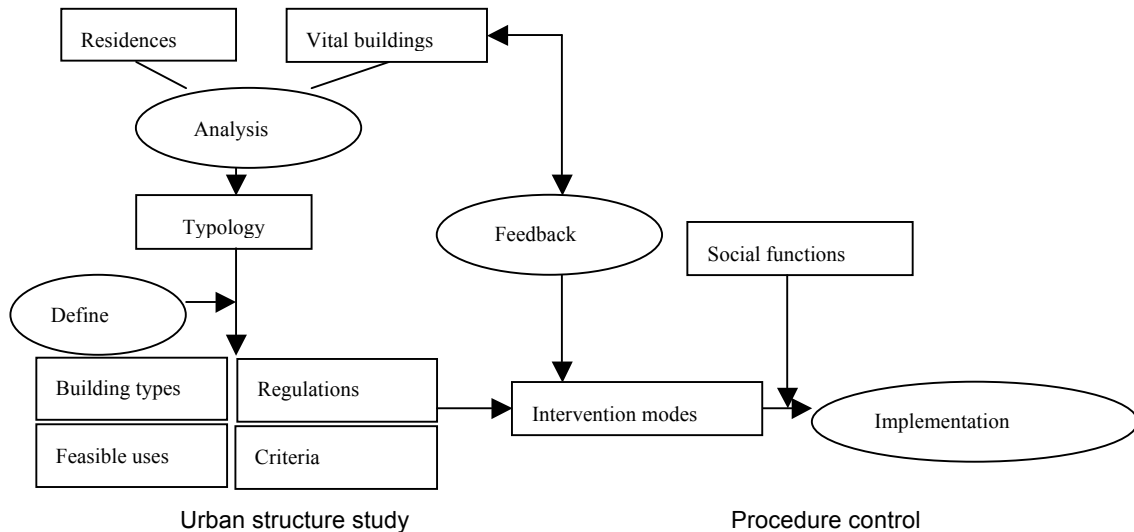 Residences
Vital buildings
Analysis
Typology
Feedback
Social functions
Define
Building types
Regulations
Intervention modes
Implementation
Feasible uses
Criteria
Urban structure study
Procedure control